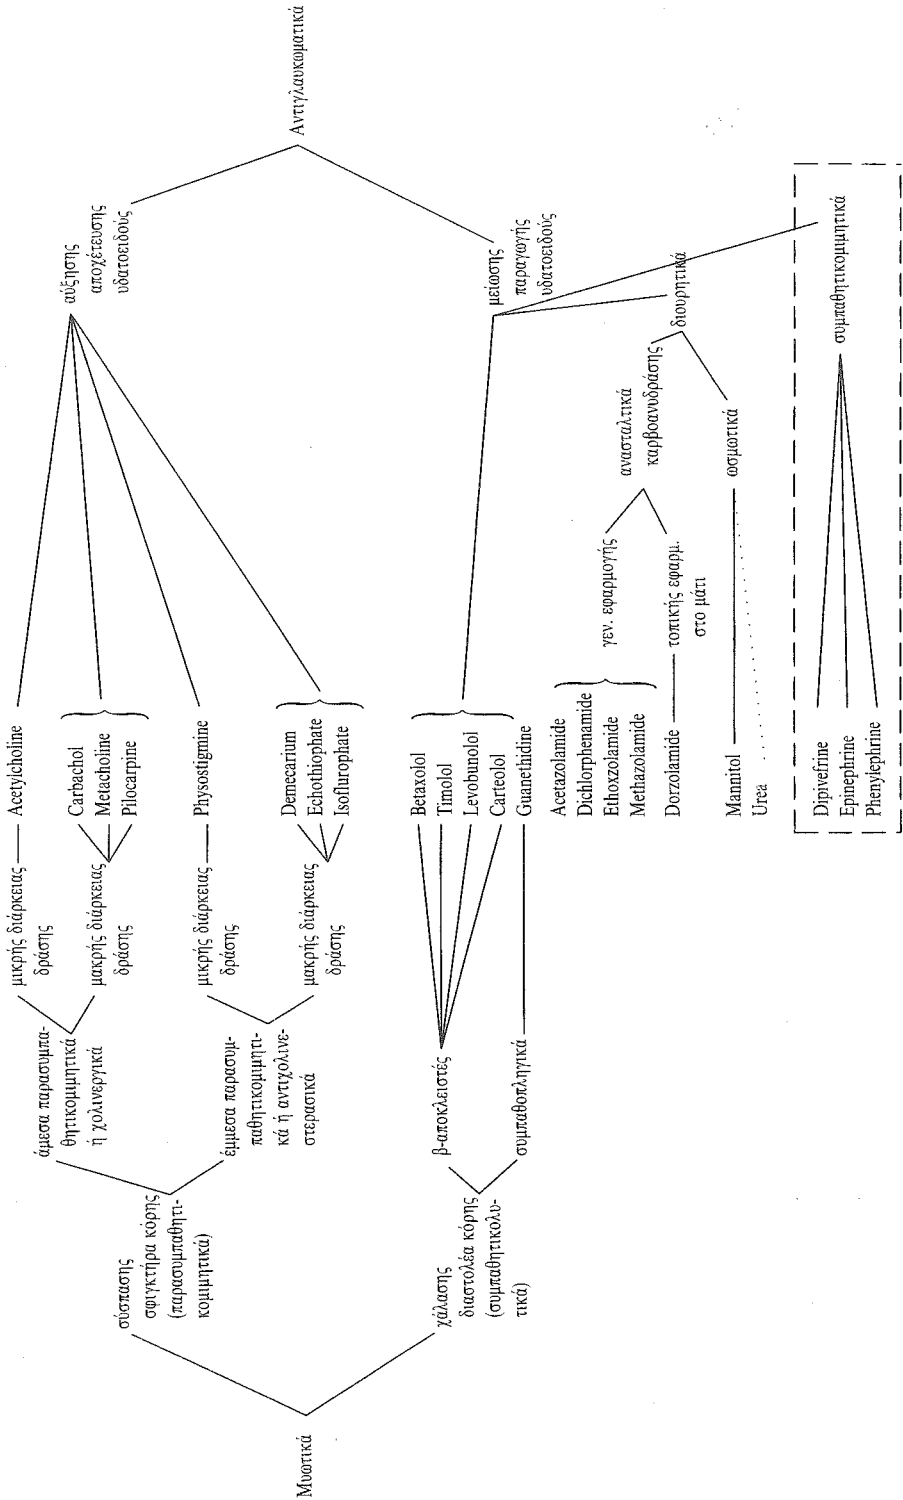 Μυωτικά
σύσπασης
σφιγκτήρα κόρης
(παρασυμπαθητι-
κομιμητικά)
χάλασης
διαστολέα κόρης
(συμπαθητικολυ-
τικά)
άμεσα παρασυμπα-
θητικομιμητικά
ή χολινεργικά
έμμεσα παρασυμ-
παθητικομιμητι-
κά ή αντιχολινε-
στερασικά
β-αποκλειστές
συμπαθοπληγικά
μικρής διάρκειας
δράσης
μακρής διάρκειας
δράσης
μικρής διάρκειας
δράσης
μακρής διάρκειας
δράσης
Acetylcholine
Carbachol
Metacholine
Pilocarpine
Physostigmine
Demecarium
Echothiophate
Isoflurophate
Betaxolol
Timolol
Levobunolol
Carteolol
Guanethidine
Acetazolamide
Dichlorphenamide
Ethoxzolamide
Methazolamide
Dorzolamide
Mannitol
Urea
Dipivefrine
Epinephrine
Phenylephrine
γεν. εφαρμογής
τοπικής εφαρμ.
στο μάτι
ανασταλτικά
καρβοανυδράσης
ωσμωτικά
διουρητικά
συμπαθητικομιμητικά
αύξησης
αποχέτευσης
υδατοειδούς
μείωσης
παραγωγής
υδατοειδούς
Αντιγλαυκωματικά